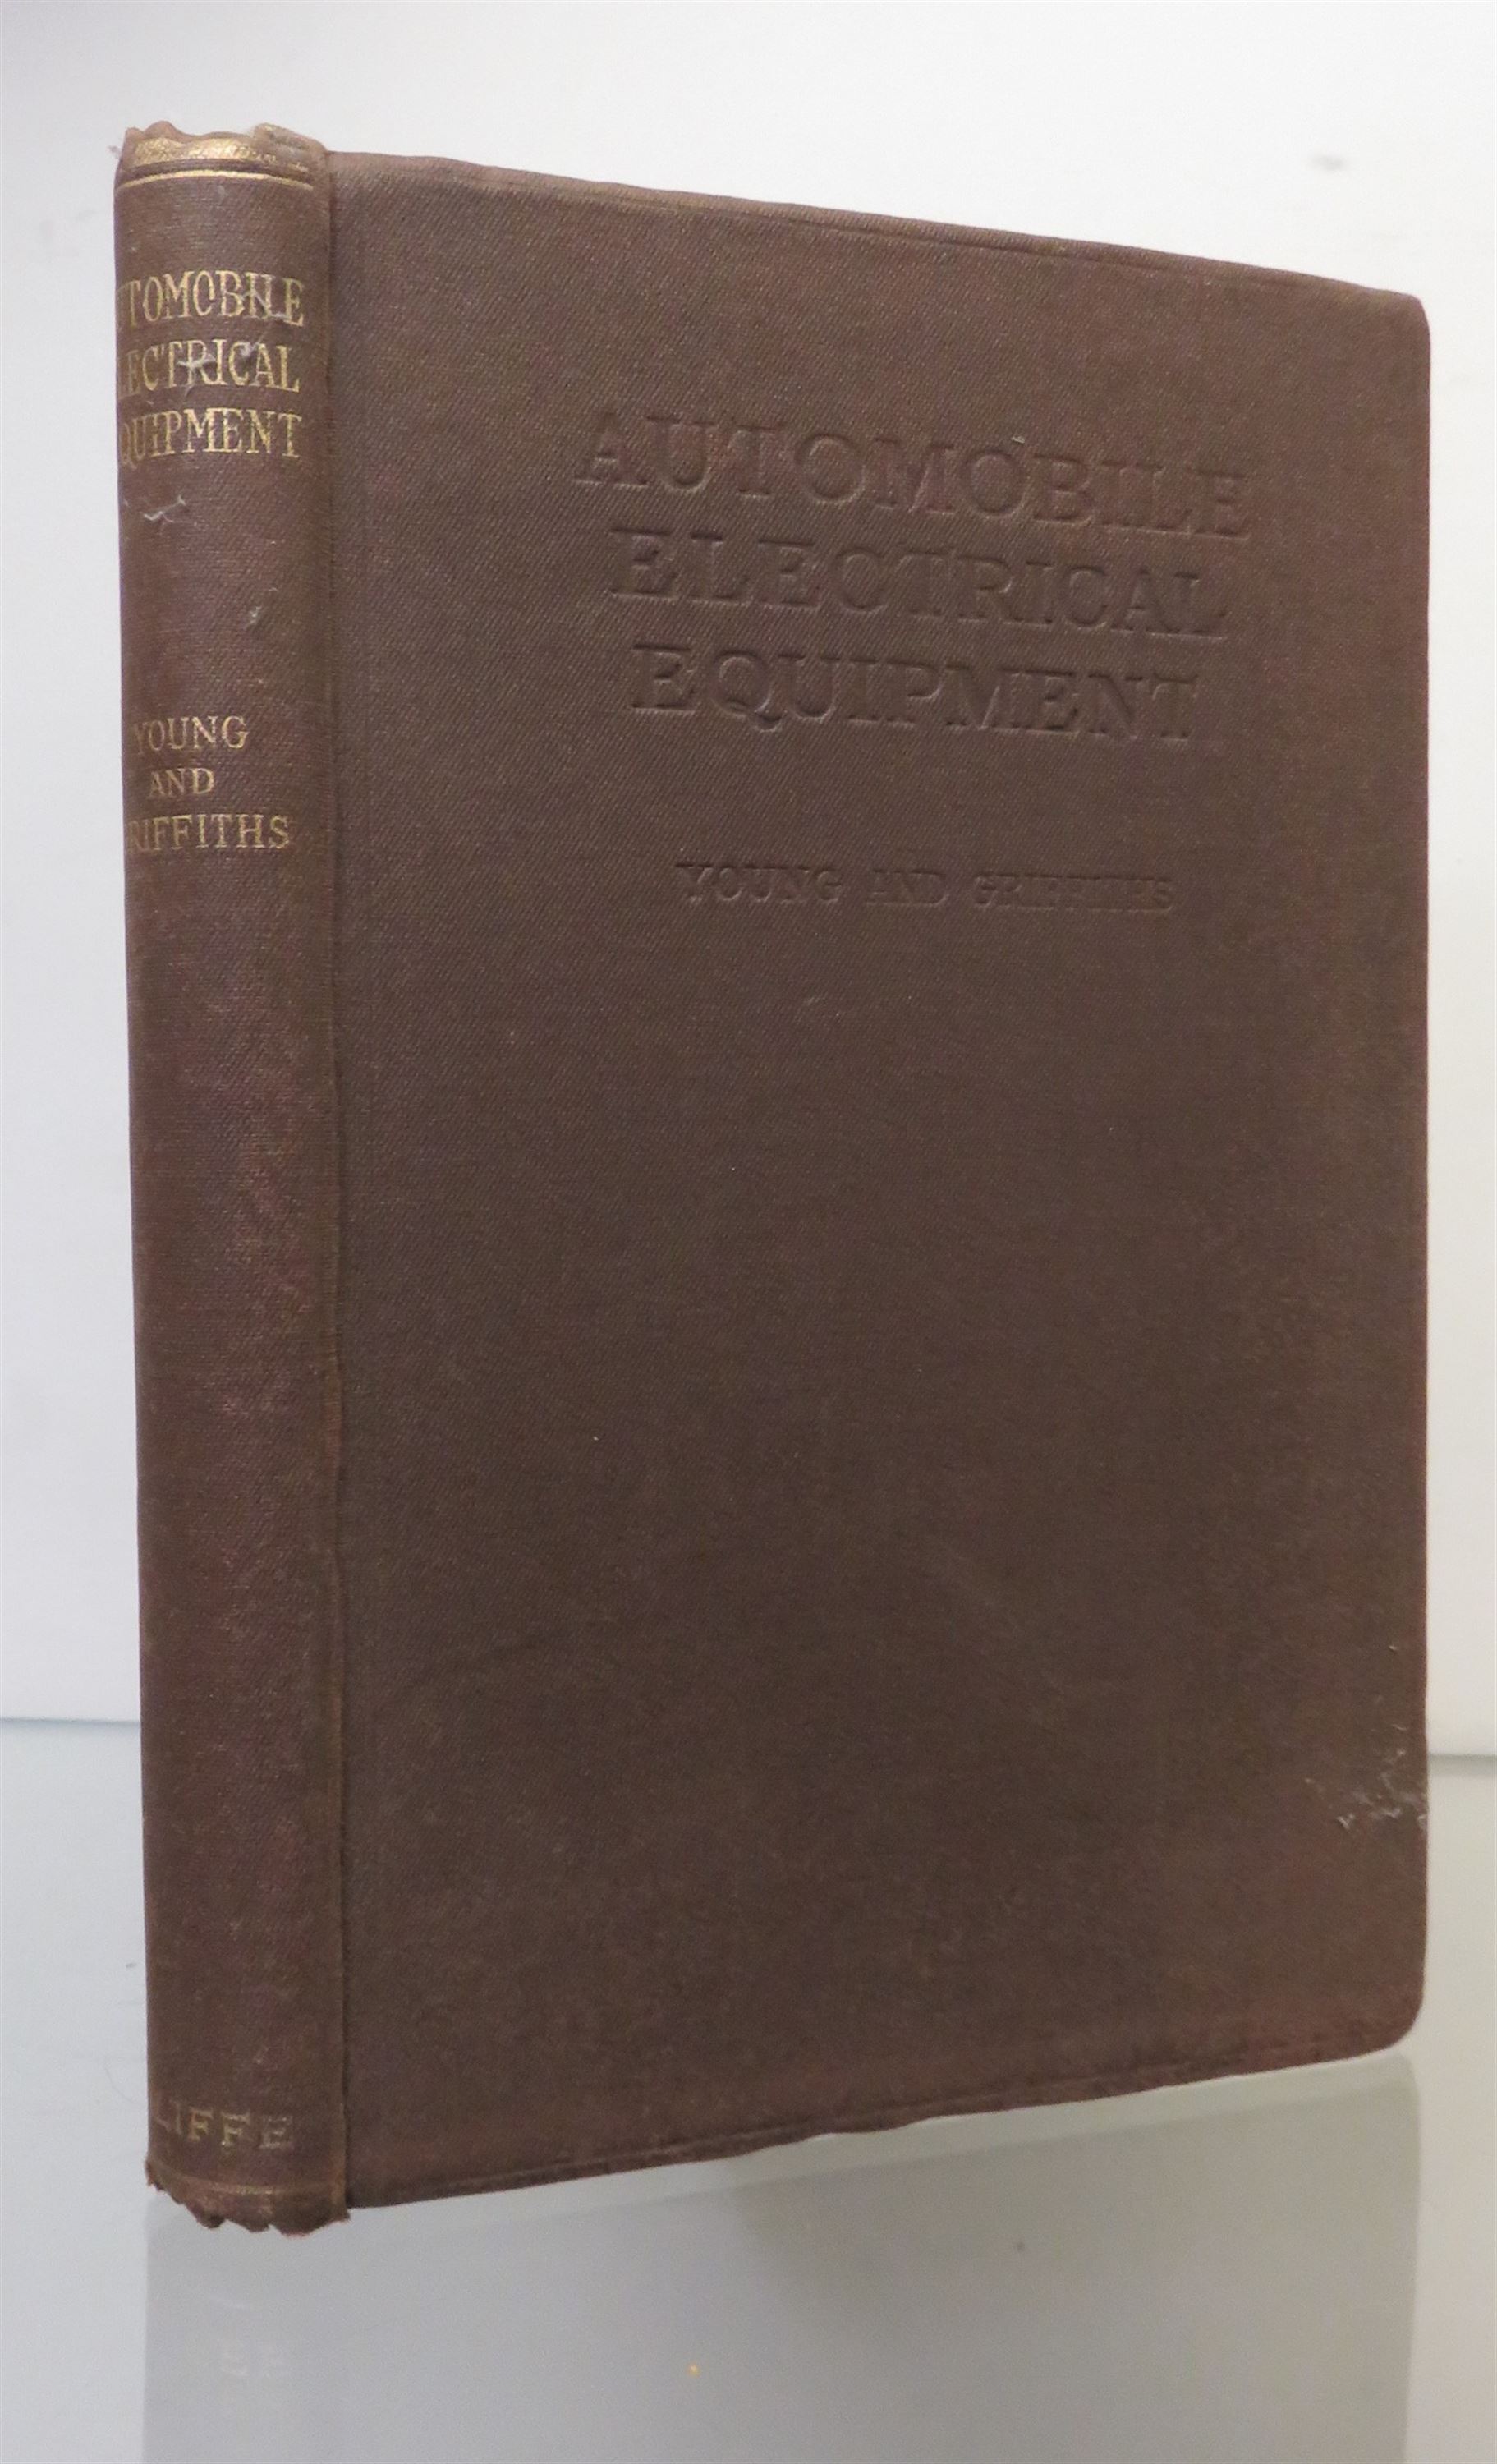 AUTOMOBILE
ELECTRICAL
EQUIPMENT
YOUNG
AND
GRIFFITHS
ILIFFE
AUTOMOBILE
ELECTRICAL
EQUIPMENT
YOUNG AND GRIFFITHS